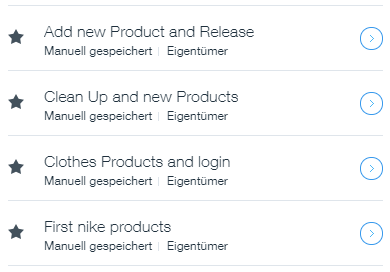 Add new Product and Release
Manuell gespeichert | Eigentümer
Clean Up and new Products
Manuell gespeichert | Eigentümer
Clothes Products and login
Manuell gespeichert | Eigentümer
First nike products
Manuell gespeichert | Eigentümer